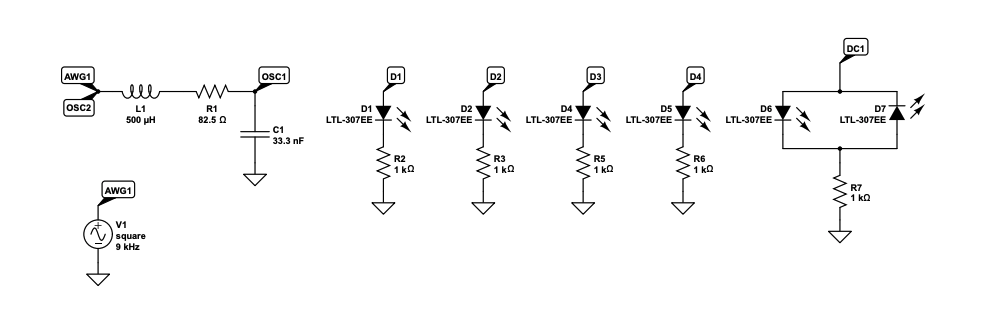 AWG1
OSC2
L1
500 µH
R1
82.5 Ω
OSC1
C1
33.3 nF
AWG1
V1
square
9 kHz
D1
D1
LTL-307EE
R2
1 kΩ
D2
D2
LTL-307EE
R3
1 kΩ
D3
D4
LTL-307EE
R5
1 kΩ
D4
D5
LTL-307EE
R6
1 kΩ
DC1
D6
LTL-307EE
D7
LTL-307EE
R7
1 kΩ